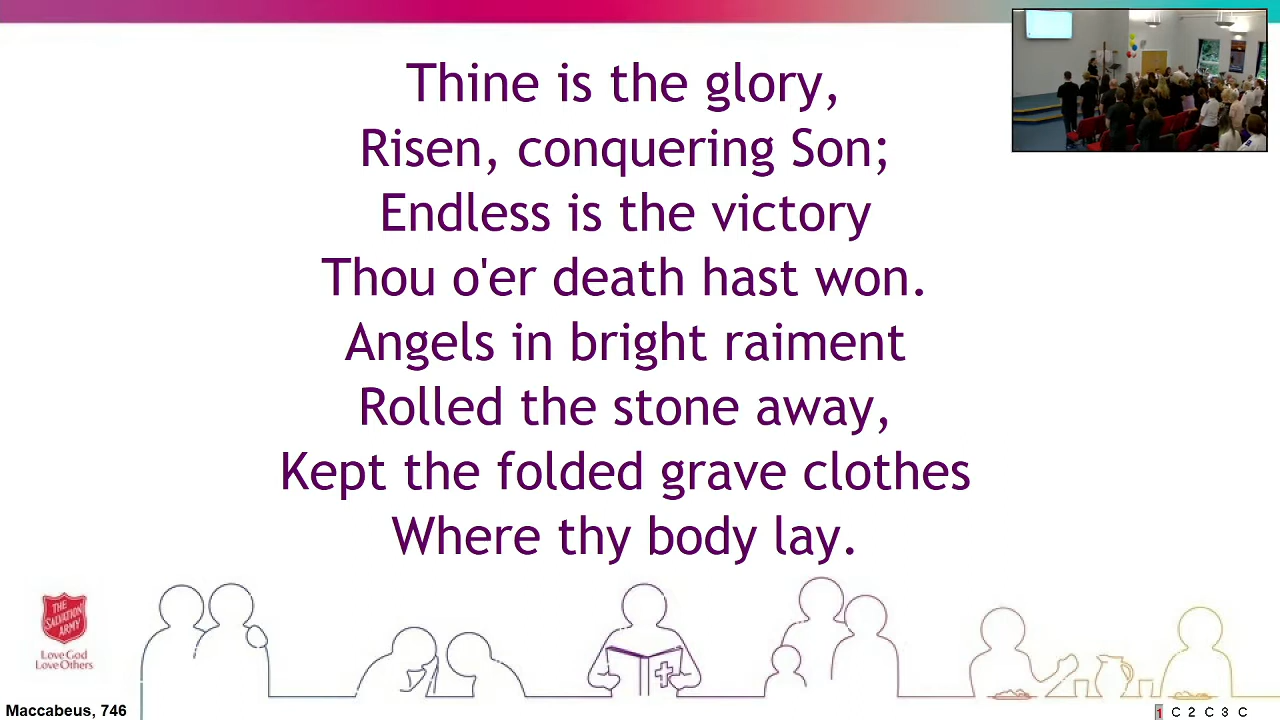 Thine is the glory,
Risen, conquering Son;
Endless is the victory
Thou o'er death hast won.
Angels in bright raiment
Rolled the stone away,
Kept the folded grave clothes
Where thy body lay.
THE
SALVATION
ARMY
Love God
Love Others
Maccabeus, 746
1 C 2 C 3 C